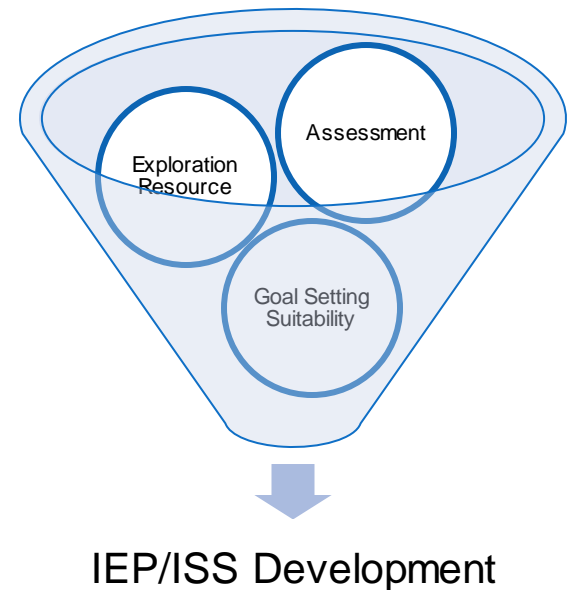 Assessment
Exploration
Resource
Goal Setting
Suitability
IEP/ISS Development